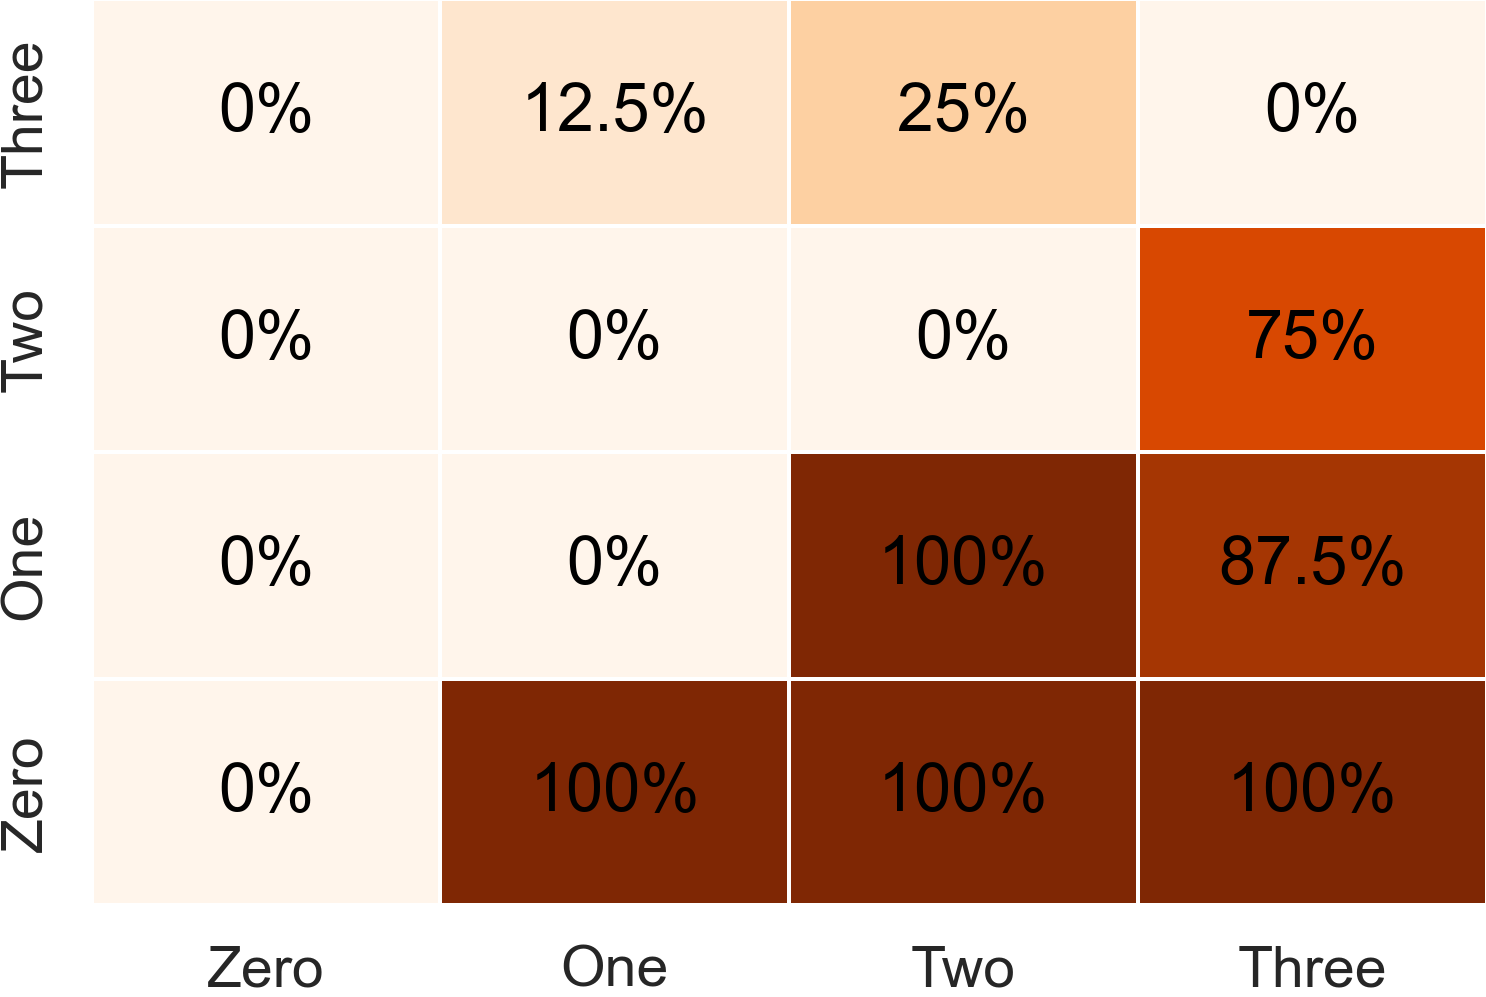 Three 0% 12.5% 25% 0%
Two 0% 0% 0% 75%
One 0% 0% 100% 87.5%
Zero 0% 100% 100% 100%
Zero One Two Three